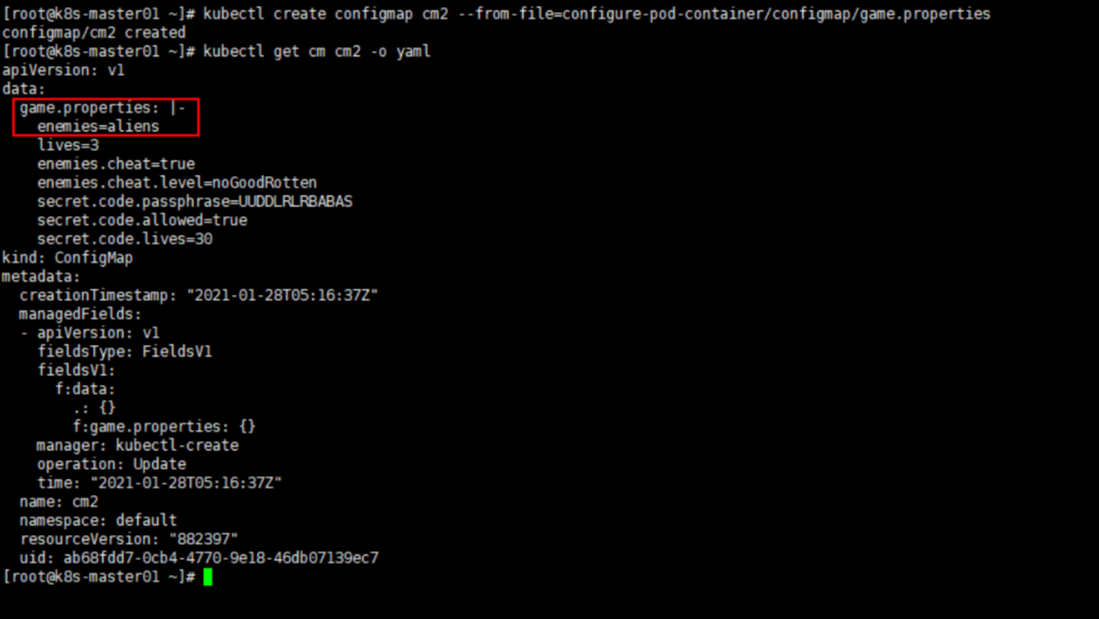 [root@k8s-master01 ~]# kubectl create configmap cm2 --from-file=configure-pod-container/configmap/game.properties
configmap/cm2 created
[root@k8s-master01 ~]# kubectl get cm cm2 -o yaml
apiVersion: v1
data:
  game.properties: |-
    enemies=aliens
    lives=3
    enemies.cheat=true
    enemies.cheat.level=noGoodRotten
    secret.code.passphrase=UUDDLRLRBABAS
    secret.code.allowed=true
    secret.code.lives=30
kind: ConfigMap
metadata:
  creationTimestamp: "2021-01-28T05:16:37Z"
  managedFields:
  - apiVersion: v1
    fieldsType: FieldsV1
    fieldsV1:
      f:data:
        .: {}
        f:game.properties: {}
    manager: kubectl-create
    operation: Update
    time: "2021-01-28T05:16:37Z"
  name: cm2
  namespace: default
  resourceVersion: "882397"
  uid: ab68fdd7-0cb4-4770-9e18-46db07139ec7
[root@k8s-master01 ~]#